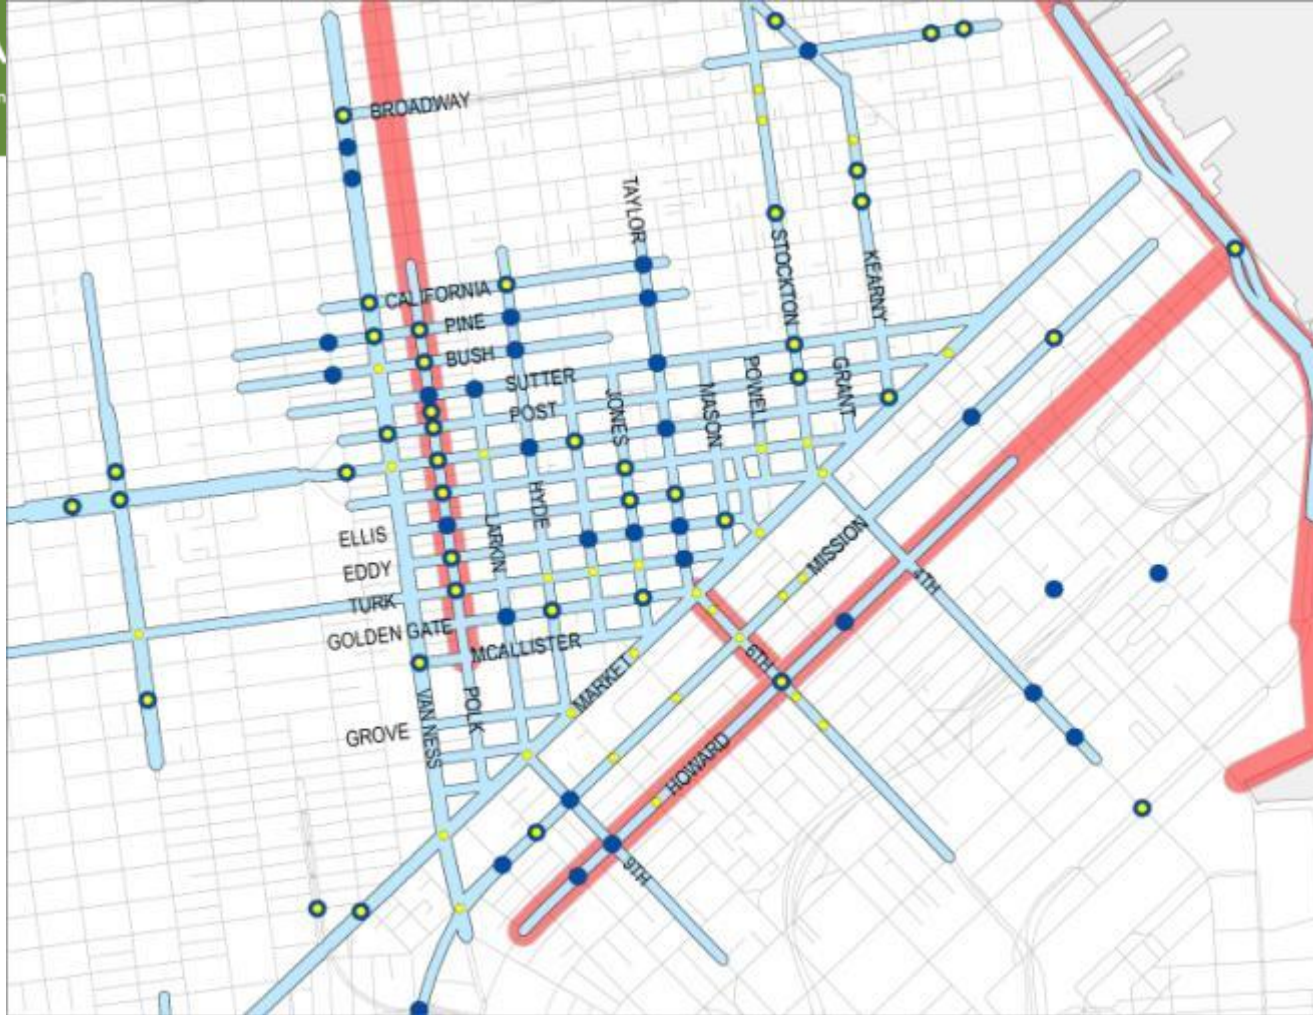 BROADWAY
TAYLOR
STOCKTON
KEARNY
CALIFORNIA
PINE
BUSH
SUTTER
POST
JONES
MASON
POWELL
GRANT
HYDE
LARKIN
ELLIS
EDDY
TURK
GOLDEN GATE
MCALLISTER
MISSION
4TH
6TH
MARKET
VAN NESS
POLK
GROVE
HOWARD
9TH